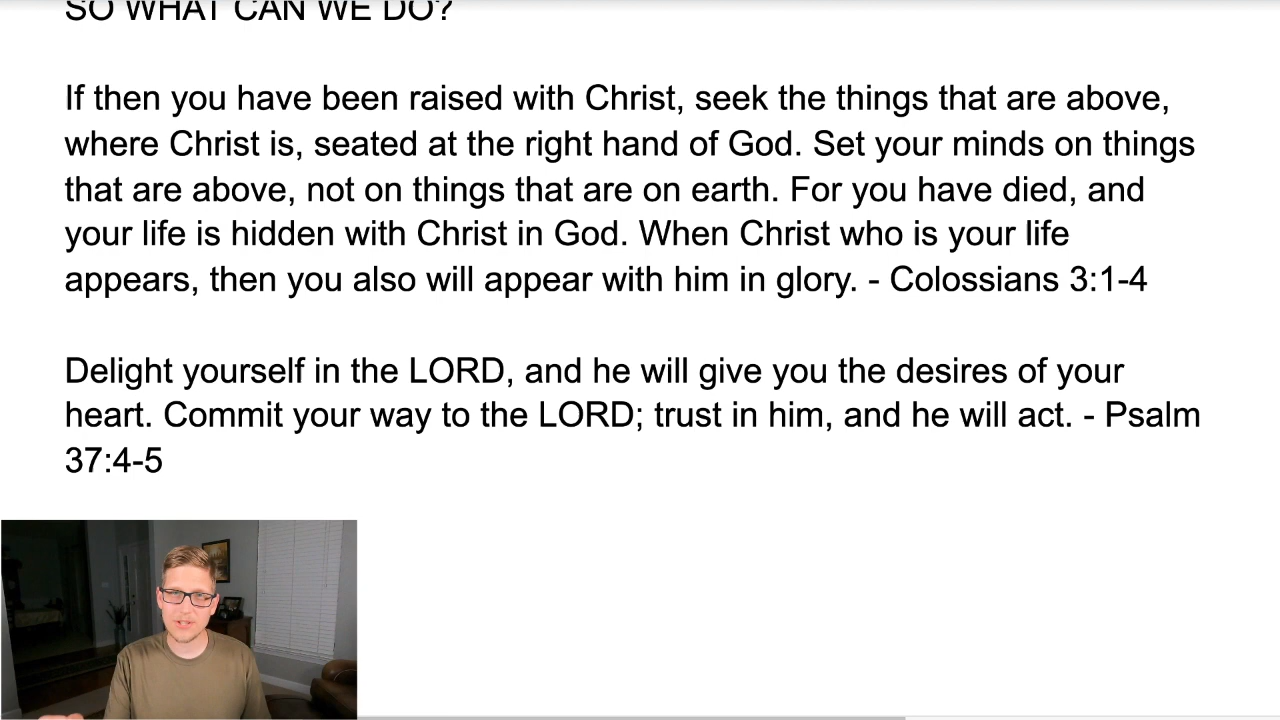 SO WHAT CAN WE DO?
If then you have been raised with Christ, seek the things that are above,
where Christ is, seated at the right hand of God. Set your minds on things
that are above, not on things that are on earth. For you have died, and
your life is hidden with Christ in God. When Christ who is your life
appears, then you also will appear with him in glory. - Colossians 3:1-4
Delight yourself in the LORD, and he will give you the desires of your
heart. Commit your way to the LORD; trust in him, and he will act. - Psalm
37:4-5